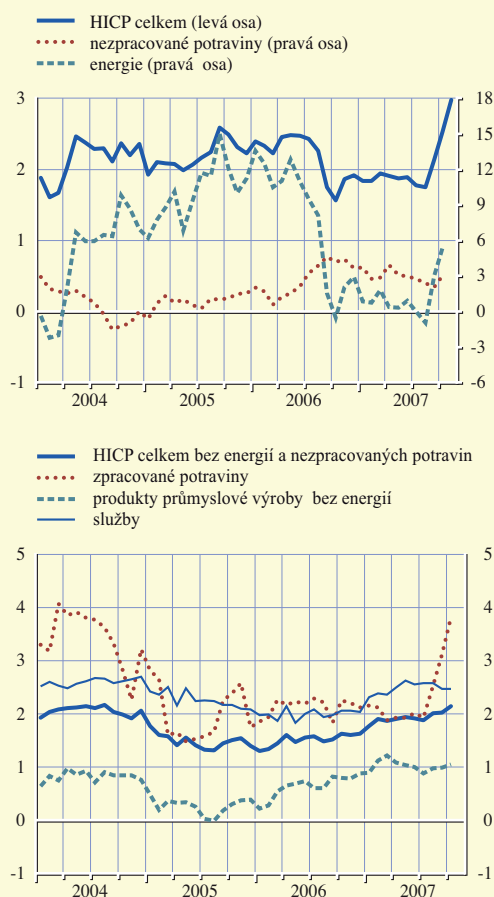 HICP celkem (levá osa)
nezpracované potraviny (pravá osa)
energie (pravá osa)
3 18
15
2 12
9
1 6
3
0 0
-3
-1 -6
2004 2005 2006 2007
HICP celkem bez energií a nezpracovaných potravin
zpracované potraviny
produkty průmyslové výroby bez energií
služby
5 5
4 4
3 3
2 2
1 1
0 0
-1 -1
2004 2005 2006 2007